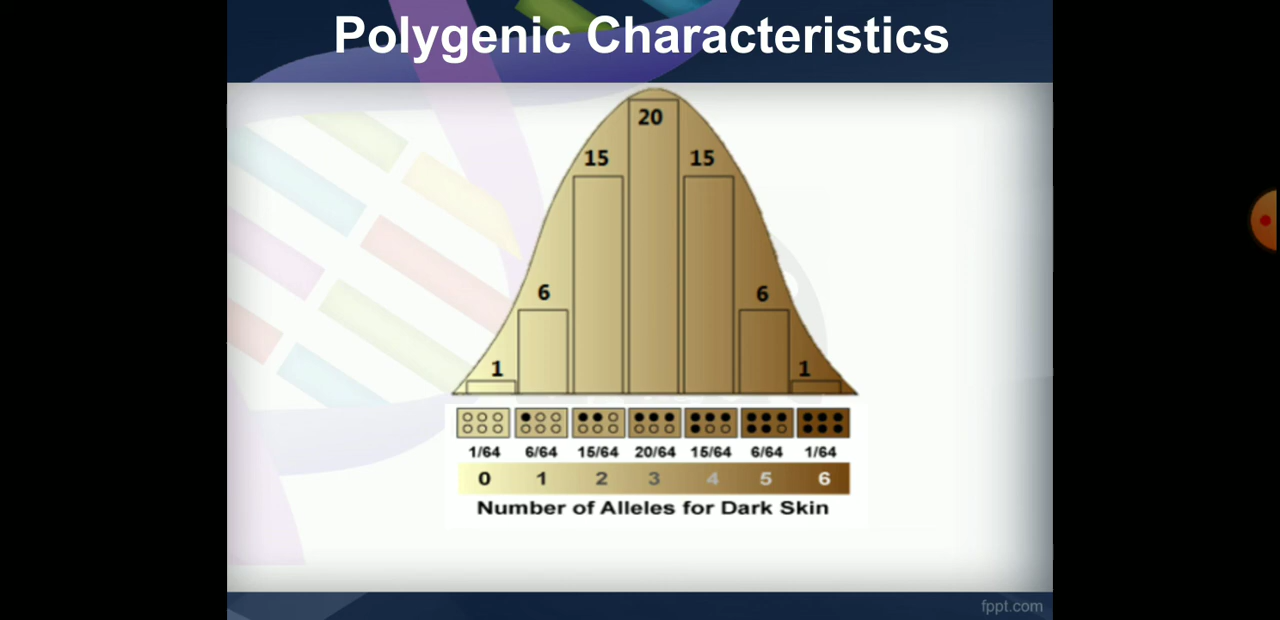 Polygenic Characteristics
20
15 15
6 6
1 1
1/64 6/64 15/64 20/64 15/64 6/64 1/64
0 1 2 3 4 5 6
Number of Alleles for Dark Skin
fppt.com